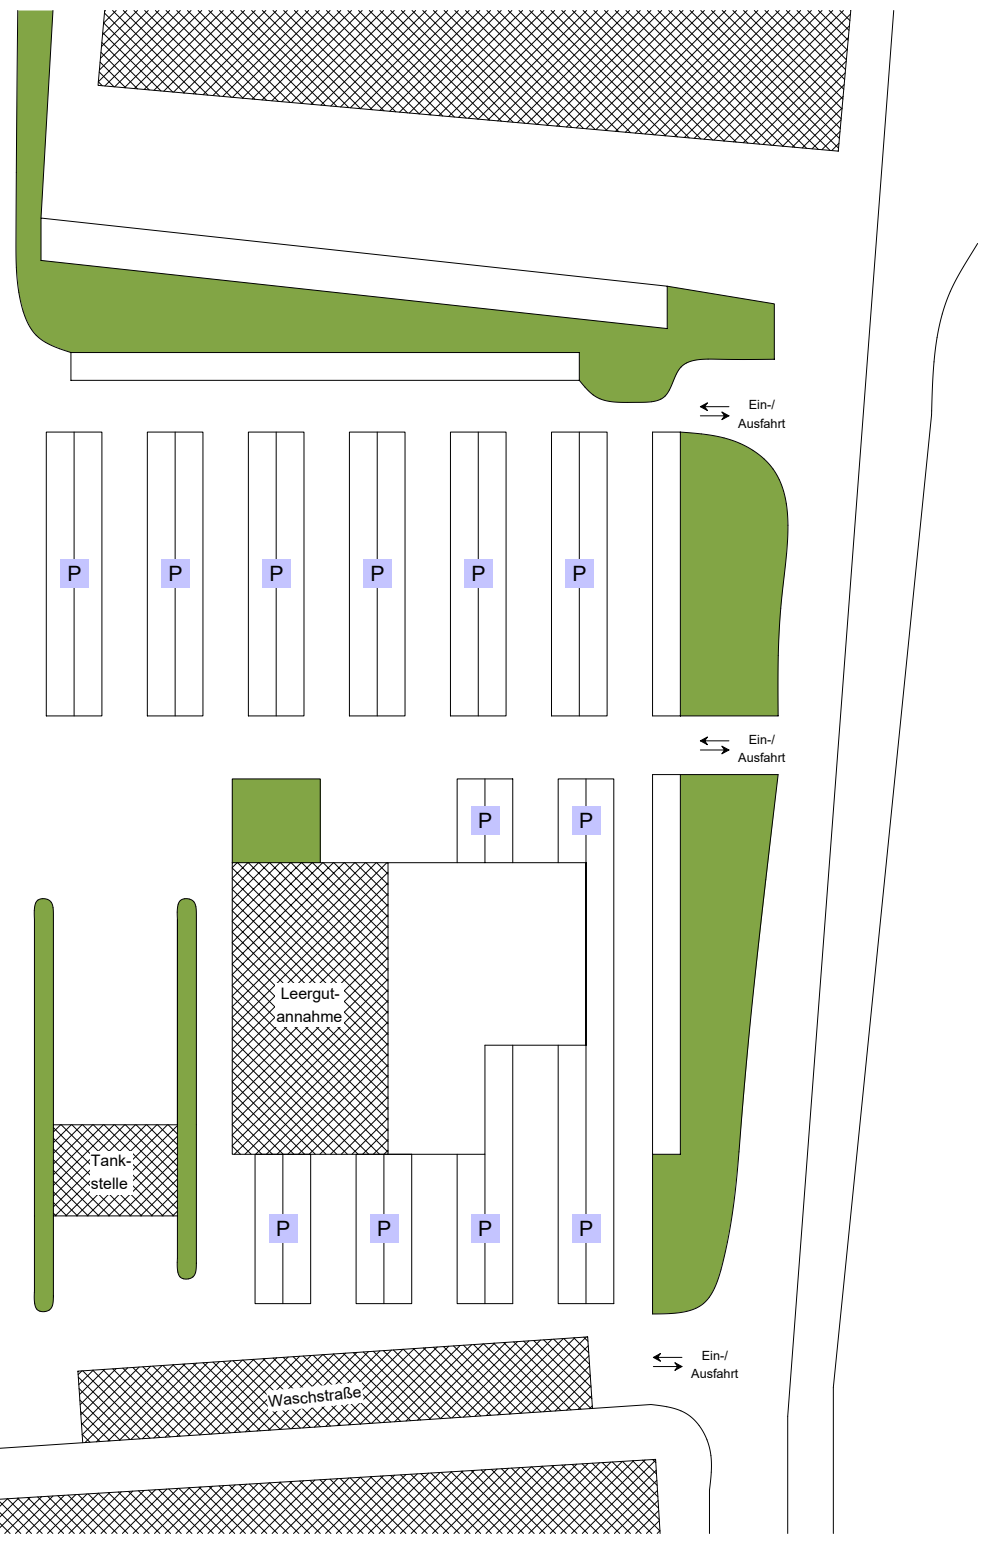 Ein-/
Ausfahrt
P P P P P P
Ein-/
Ausfahrt
P P
Leergut-
annahme
Tank-
stelle
P P P P
Ein-/
Ausfahrt
Waschstraße